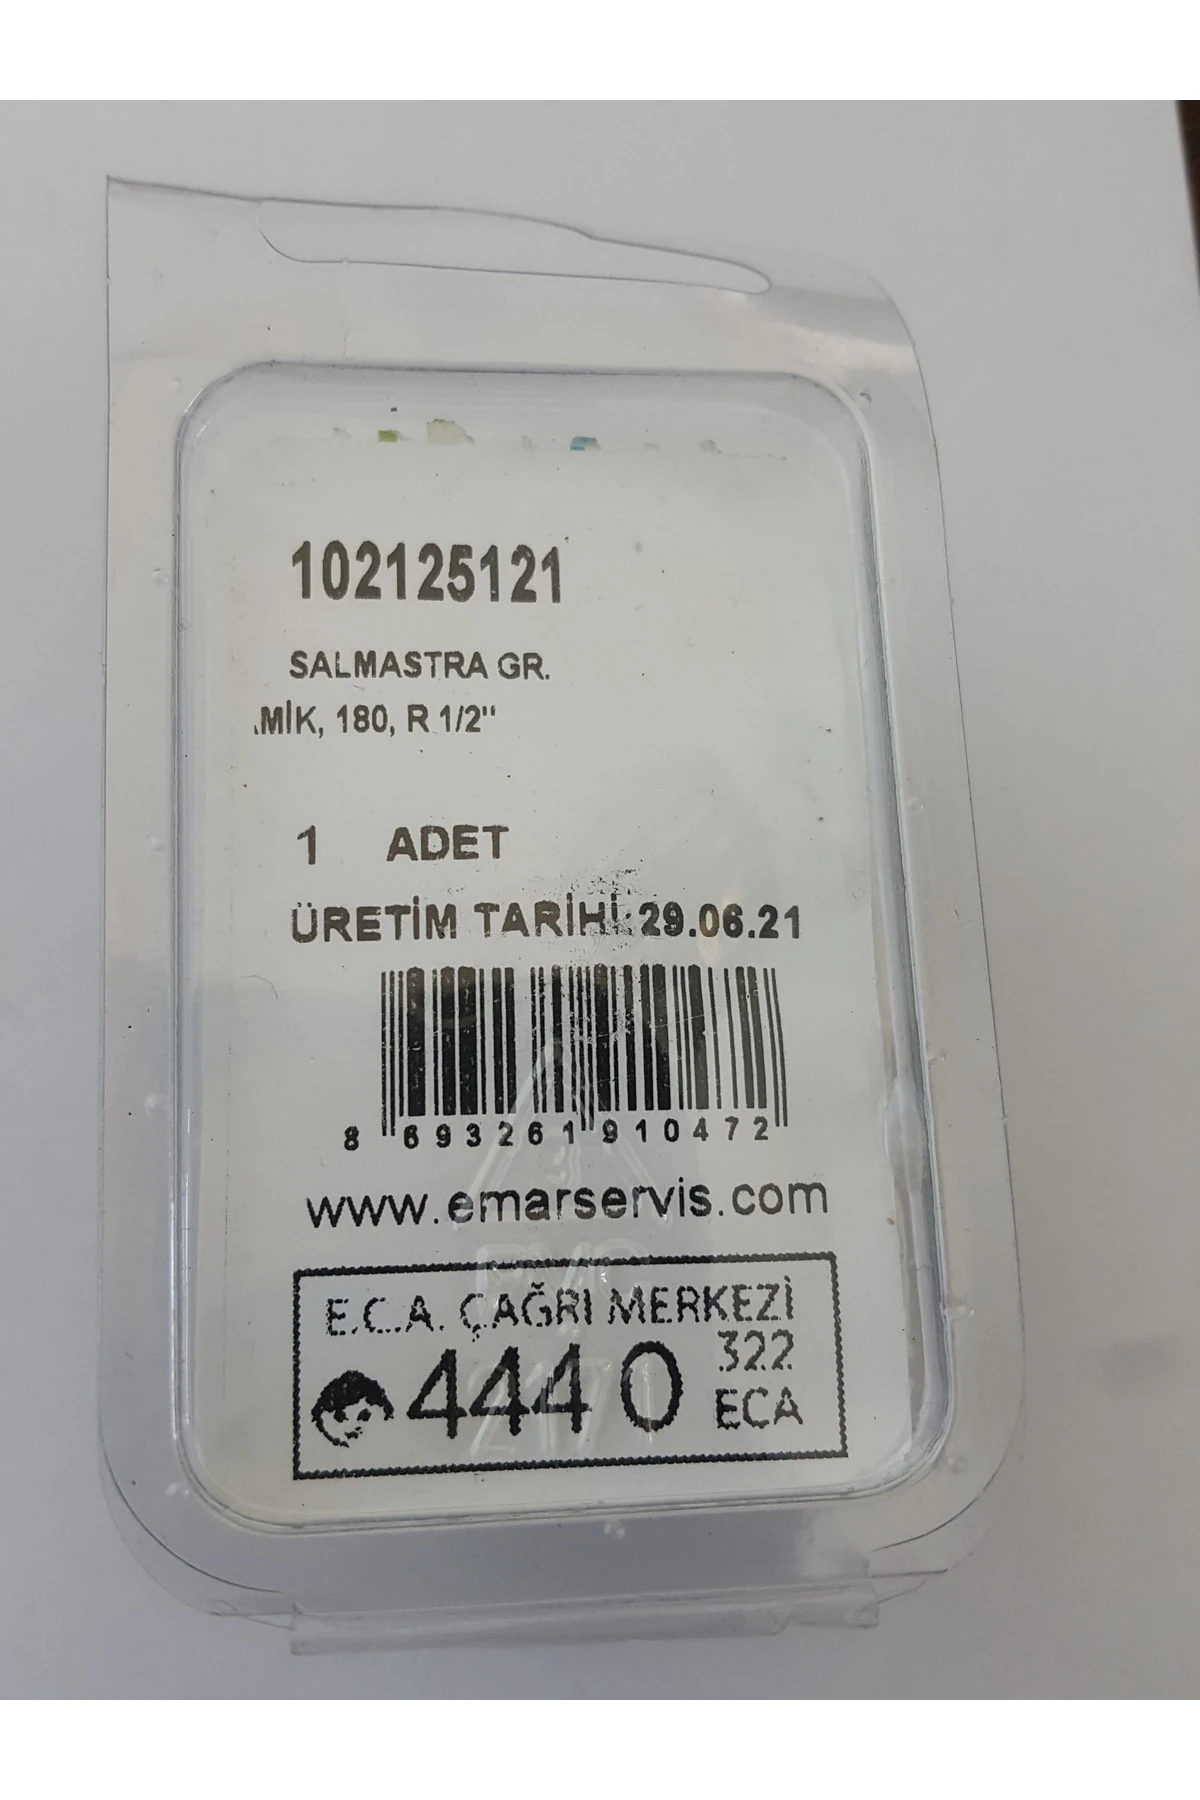 102125121
SALMASTRA GR.
.MİK, 180, R 1/2"
1 ADET
ÜRETİM TARİHİ: 29.06.21
8 693261 910472
www.emarservis.com
E.C.A. ÇAĞRI MERKEZİ
444 0 322
ECA